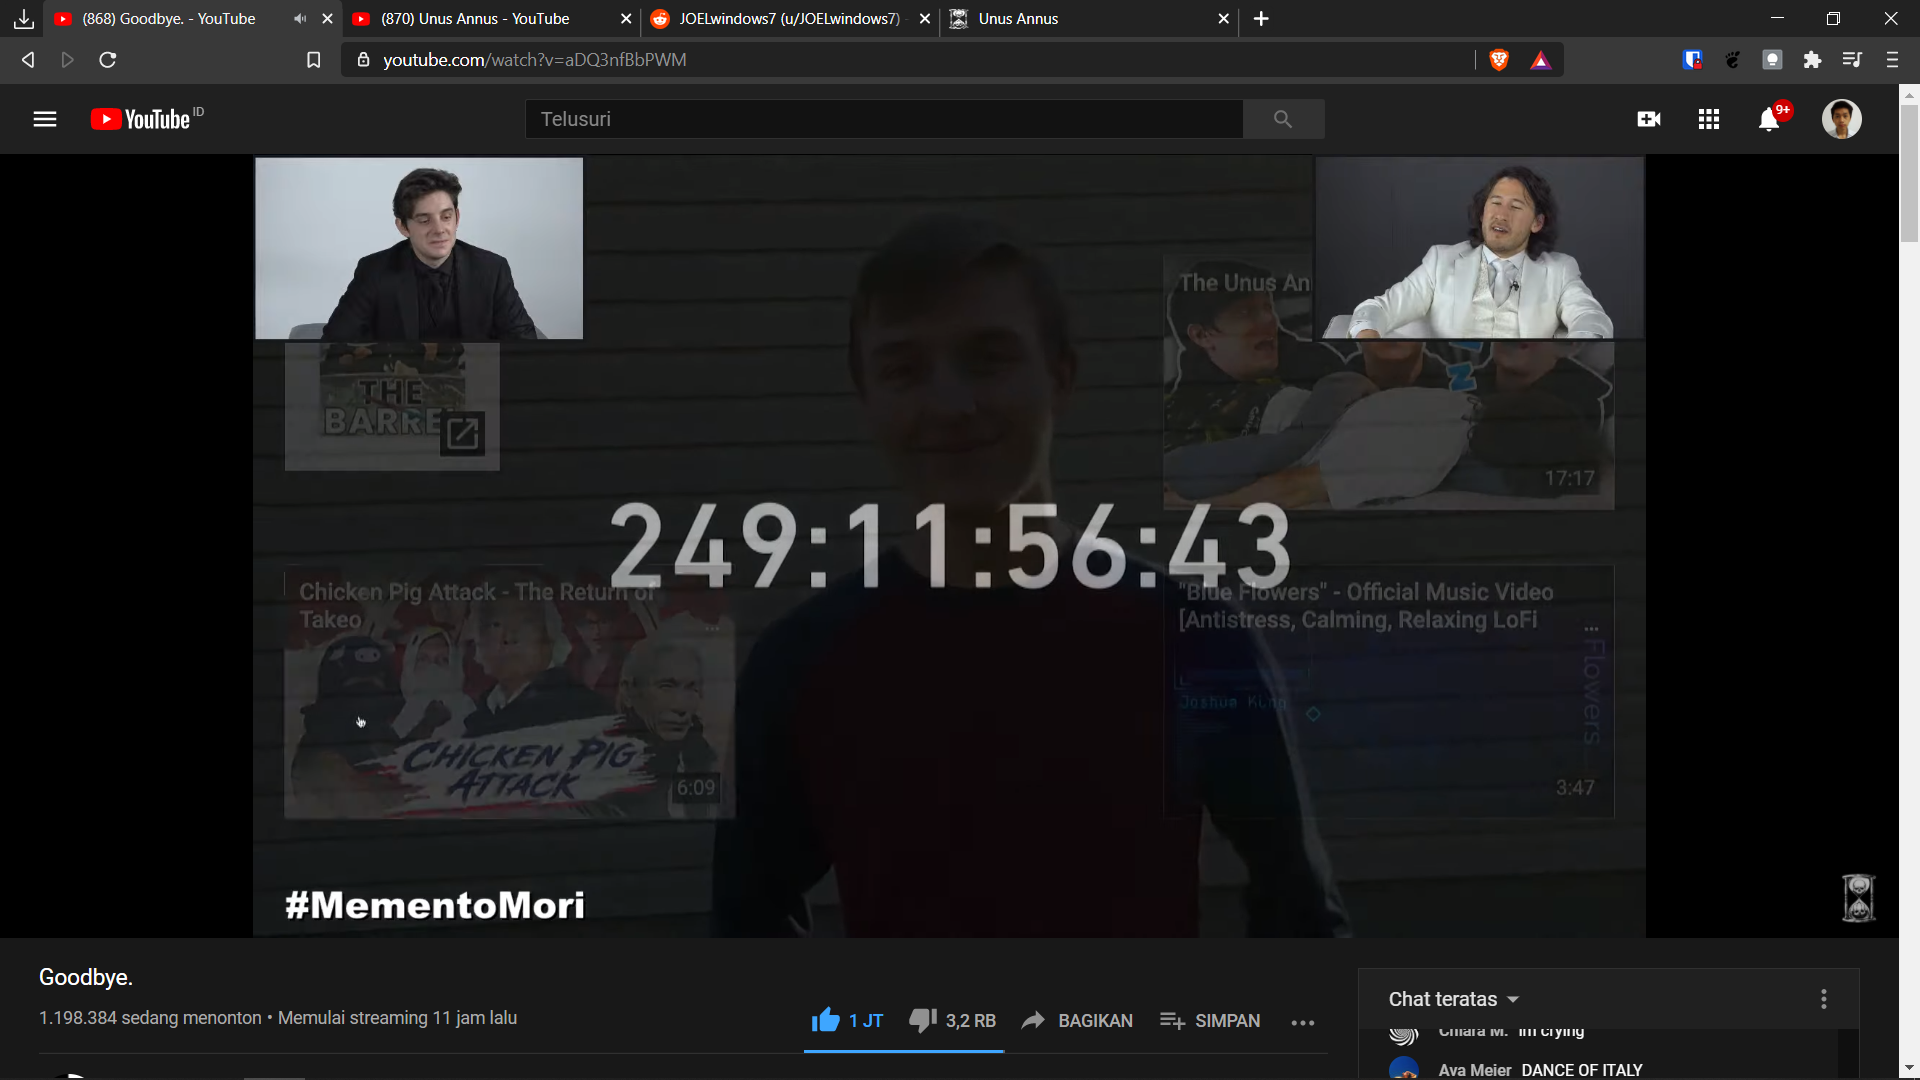 (868) Goodbye. - YouTube
(870) Unus Annus - YouTube
JOELwindows7 (u/JOELwindows7) -
Unus Annus
youtube.com/watch?v=aDQ3nfBbPWM
YouTube ID
Telusuri
9+
The Unus An
THE
BARRE
17:17
249:11:56:43
Chicken Pig Attack - The Return of
Takeo
"Blue Flowers" - Official Music Video
[Antistress, Calming, Relaxing LoFi
Flowers
Joshua King
CHICKEN PIG
ATTACK
6:09
3:47
#MementoMori
Goodbye.
1.198.384 sedang menonton • Memulai streaming 11 jam lalu
1 JT
3,2 RB
BAGIKAN
SIMPAN
Chat teratas
Chiara M. im crying
Ava Meier DANCE OF ITALY